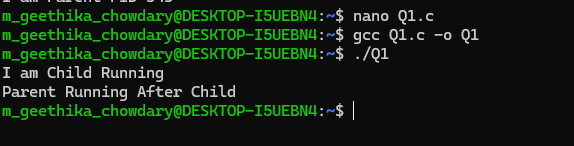 m_geethika_chowdary@DESKTOP-I5UEBN4:~$ nano Q1.c
m_geethika_chowdary@DESKTOP-I5UEBN4:~$ gcc Q1.c -o Q1
m_geethika_chowdary@DESKTOP-I5UEBN4:~$ ./Q1
I am Child Running
Parent Running After Child
m_geethika_chowdary@DESKTOP-I5UEBN4:~$